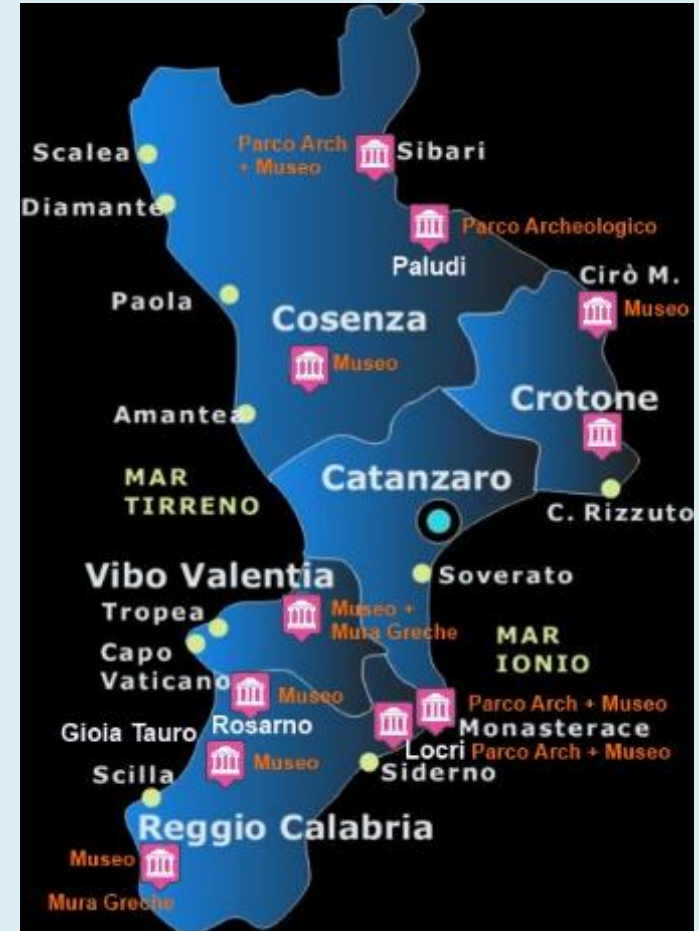 Parco Arch
+ Museo
Scalea
Sibari
Diamante
Parco Archeologico
Paludi
Cirò M.
Museo
Paola
Cosenza
Museo
Crotone
Amantea
MAR
TIRRENO
Catanzaro
C. Rizzuto
Vibo Valentia
Soverato
Tropea
Museo +
Mura Greche
Capo
Vaticano
MAR
IONIO
Museo
Rosarno
Parco Arch + Museo
Monasterace
Gioia Tauro
Locri Parco Arch + Museo
Museo
Scilla
Siderno
Reggio Calabria
Museo
Mura Greche